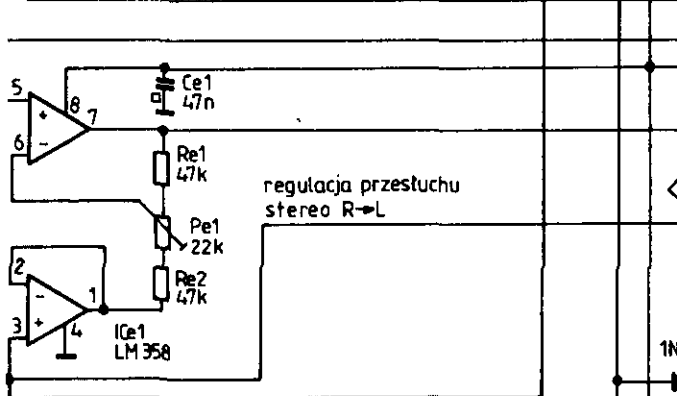 Ce1
47n
5
8
7
+
6
-
Re1
47k
regulacja przesłuchu
stereo R→L
Pe1
22k
2
Re2
47k
-
1
+
3
4
ICe1
LM358
1N